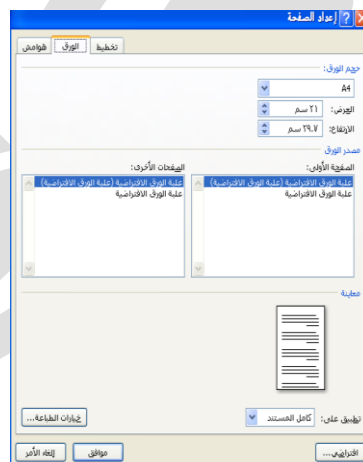 إعداد الصفحة
هوامش الورق تخطيط
حجم الورق:
A4
العرض: ٢١ سم
الارتفاع: ٢٩.٧ سم
مصدر الورق
الصفحة الأولى: الصفحات الأخرى:
علبة الورق الافتراضية (علبة الورق الافتراضية) علبة الورق الافتراضية (علبة الورق الافتراضية)
علبة الورق الافتراضية علبة الورق الافتراضية
معاينة
تطبيق على: كامل المستند خيارات الطباعة...
افتراضي... موافق إلغاء الأمر